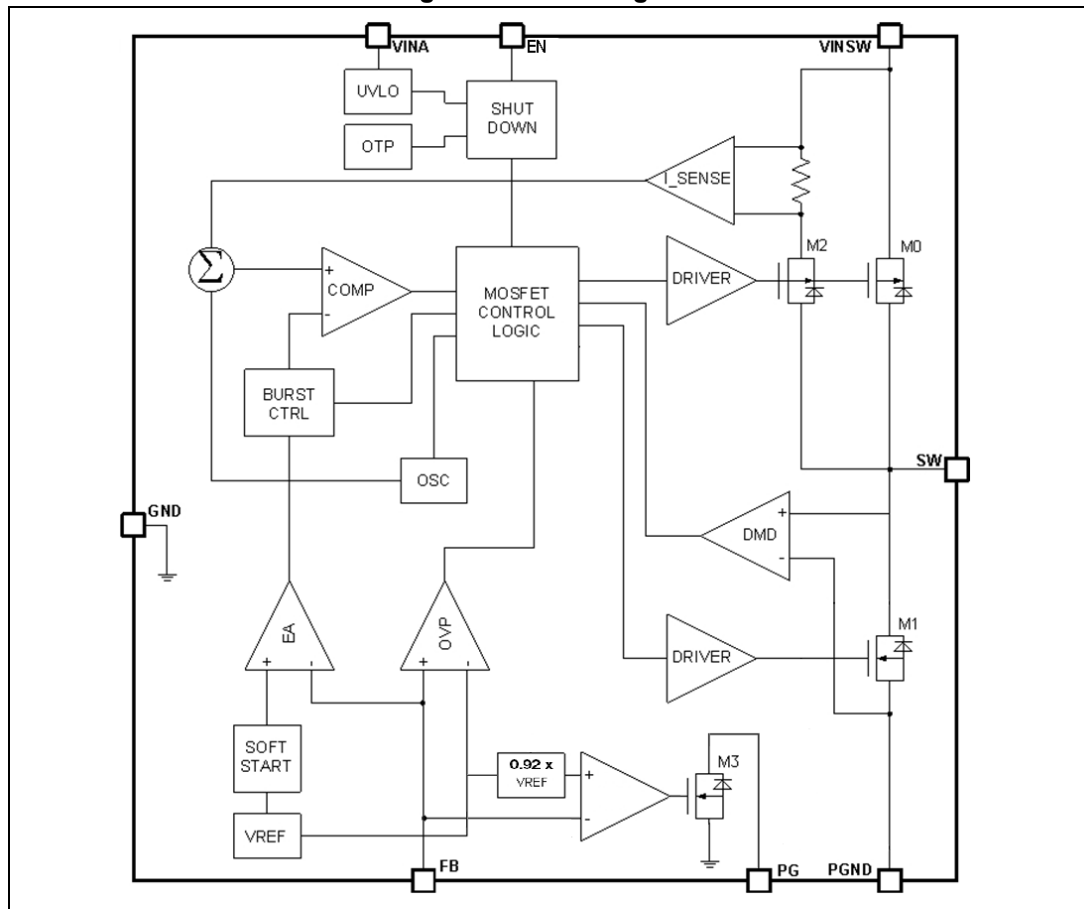 VINA
EN
VINSW
UVLO
SHUT
DOWN
OTP
I_SENSE
M2
M0
Σ
+
COMP
-
MOSFET
CONTROL
LOGIC
DRIVER
BURST
CTRL
OSC
SW
GND
+
DMD
-
EA
+ -
OVP
+ -
DRIVER
M1
SOFT
START
0.92 x
VREF
+
-
M3
VREF
FB
PG
PGND